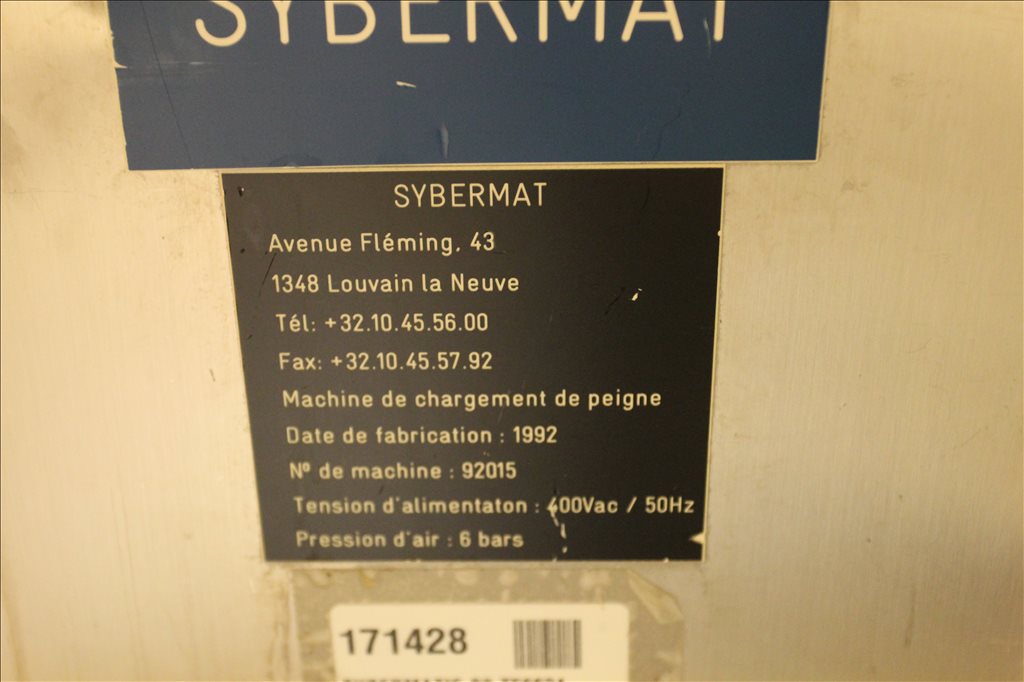 SYBERMAT
SYBERMAT
Avenue Fléming, 43
1348 Louvain la Neuve
Tél: +32.10.45.56.00
Fax: +32.10.45.57.92
Machine de chargement de peigne
Date de fabrication : 1992
Nº de machine : 92015
Tension d'alimentaton : 400Vac / 50Hz
Pression d'air : 6 bars
171428